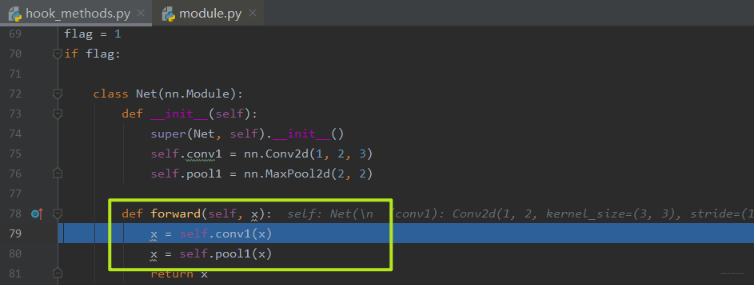 hook_methods.py × module.py ×
69 flag = 1
70 if flag:
71
72 class Net(nn.Module):
73 def __init__(self):
74 super(Net, self).__init__()
75 self.conv1 = nn.Conv2d(1, 2, 3)
76 self.pool1 = nn.MaxPool2d(2, 2)
77
78 def forward(self, x): self: Net(\n (conv1): Conv2d(1, 2, kernel_size=(3, 3), stride=(1
79 x = self.conv1(x)
80 x = self.pool1(x)
81 return x